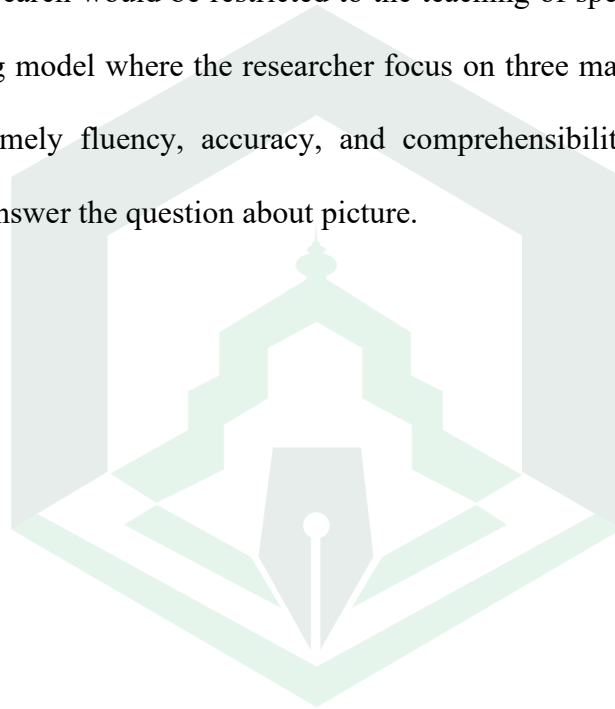 earch would be restricted to the teaching of spe
g model where the researcher focus on three ma
mely fluency, accuracy, and comprehensibilit
nswer the question about picture.